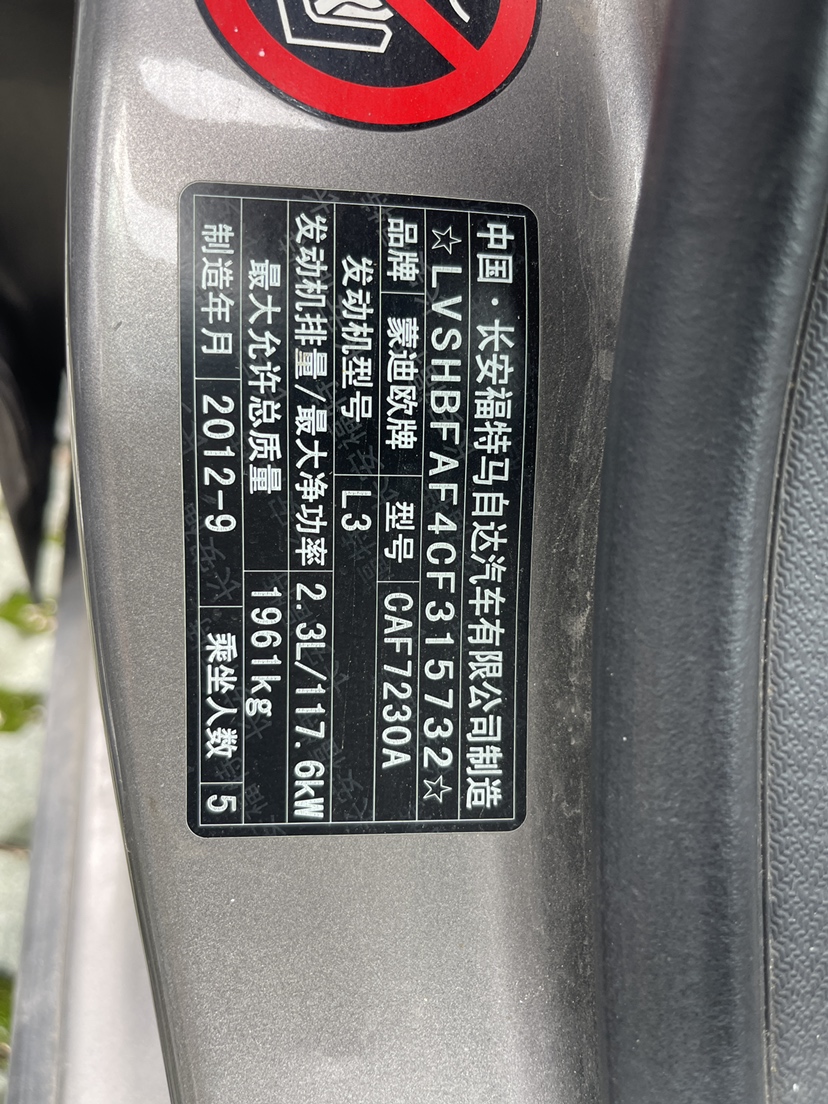 中国·长安福特马自达汽车有限公司制造
☆LVSHBFAF4CF315732☆
品牌 蒙迪欧牌 型号 CAF7230A
发动机型号 L3
发动机排量/最大净功率 2.3L/117.6kW
最大允许总质量 1961kg
制造年月 2012-9 乘坐人数 5